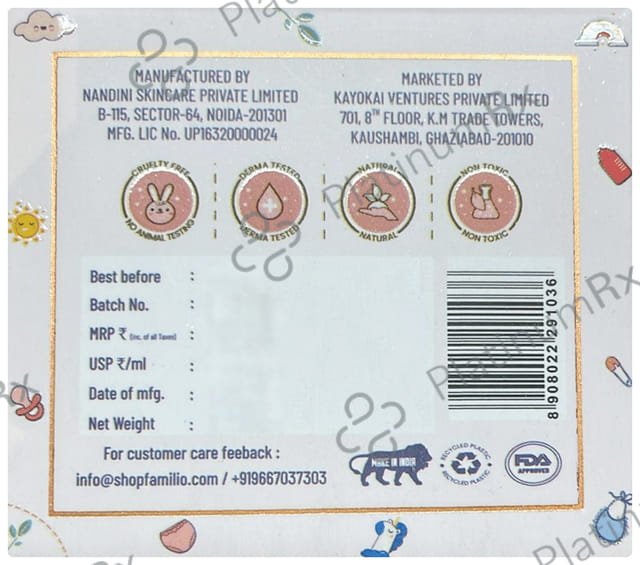 MANUFACTURED BY
NANDINI SKINCARE PRIVATE LIMITED
B-115, SECTOR-64, NOIDA-201301
MFG. LIC No. UP16320000024
MARKETED BY
KAYOKAI VENTURES PRIVATE LIMITED
701, 8TH FLOOR, K.M TRADE TOWERS,
KAUSHAMBI, GHAZIABAD-201010
CRUELTY FREE
NO ANIMAL TESTING
DERMA TESTED
DERMA TESTED
NATURAL
NATURAL
NON TOXIC
NON TOXIC
Best before :
Batch No. :
MRP ₹ (Inc. of all Taxes) :
USP ₹/ml :
Date of mfg. :
Net Weight :
8 908022 291036
For customer care feeback :
info@shopfamilio.com / +919667037303
MAKE IN INDIA
RECYCLED PLASTIC
RECYCLED PLASTIC
FDA
APPROVED
PlatinumRx
PlatinumRx
PlatinumRx
PlatinumRx